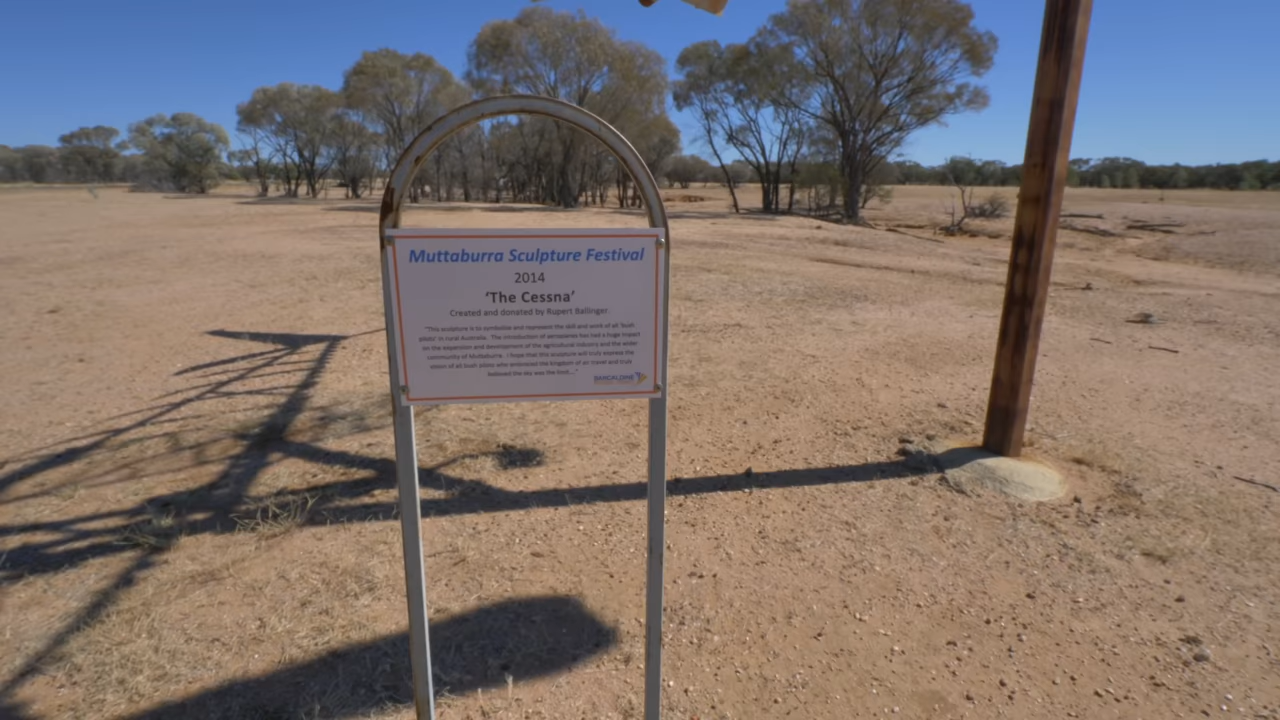 Muttaburra Sculpture Festival
2014
‘The Cessna’
Created and donated by Rupert Ballinger.
"This sculpture is to symbolise and represent the skill and work of all 'bush
pilots' in rural Australia. The introduction of aeroplanes has had a huge impact
on the expansion and development of the agricultural industry and the wider
community of Muttaburra. I hope that this sculpture will truly express the
vision of all bush pilots who embraced the kingdom of air travel and truly
believed the sky was the limit..."
BARCALDINE